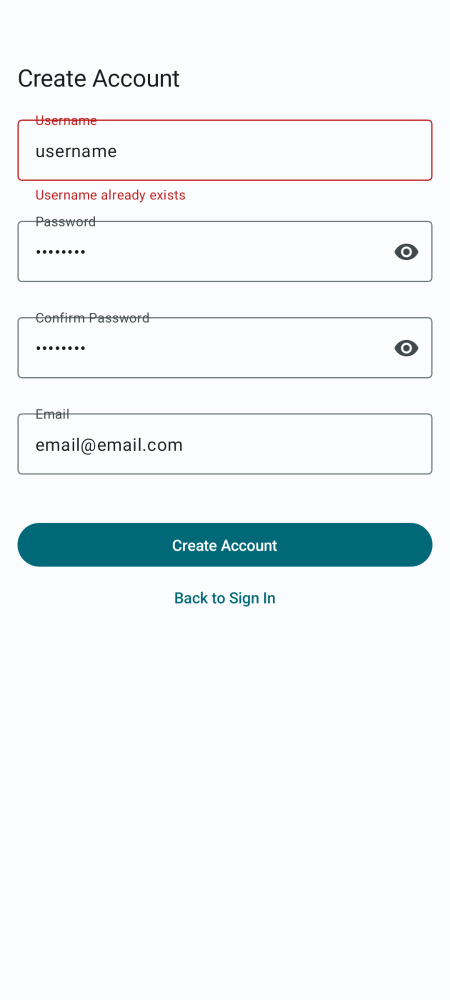 Create Account
Username
username
Username already exists
Password
••••••••
Confirm Password
••••••••
Email
email@email.com
Create Account
Back to Sign In